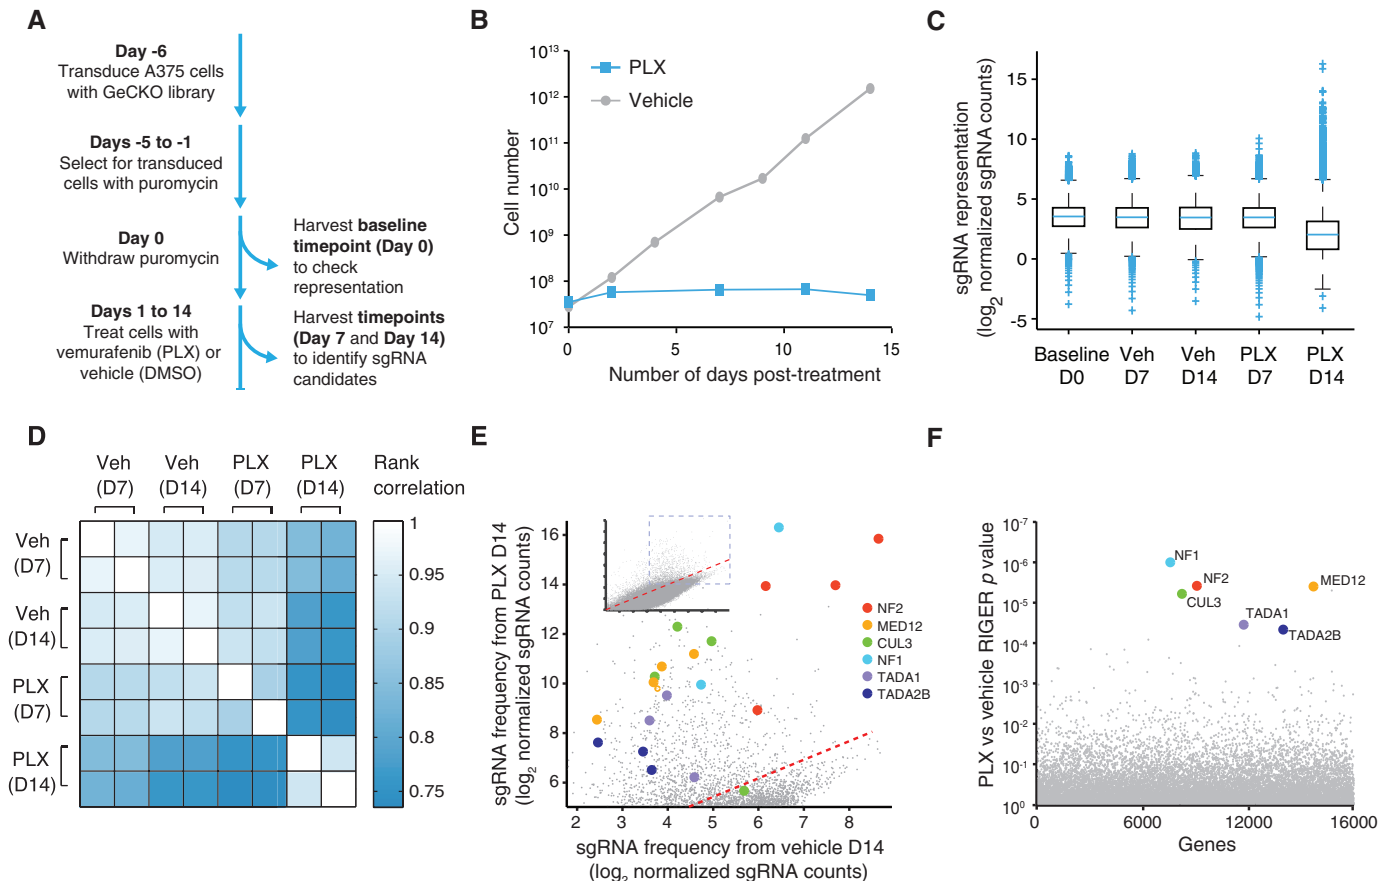 A
Day -6
Transduce A375 cells
with GeCKO library
Days -5 to -1
Select for transduced
cells with puromycin
Day 0
Withdraw puromycin
Days 1 to 14
Treat cells with
vemurafenib (PLX) or
vehicle (DMSO)
Harvest baseline
timepoint (Day 0)
to check
representation
Harvest timepoints
(Day 7 and Day 14)
to identify sgRNA
candidates
B
Cell number
10^13
10^12
10^11
10^10
10^9
10^8
10^7
PLX
Vehicle
0 5 10 15
Number of days post-treatment
C
sgRNA representation
(log2 normalized sgRNA counts)
15
10
5
0
-5
Baseline Veh Veh PLX PLX
D0 D7 D14 D7 D14
D
Veh Veh PLX PLX
(D7) (D14) (D7) (D14)
Rank
correlation
Veh
(D7)
Veh
(D14)
PLX
(D7)
PLX
(D14)
1
0.95
0.9
0.85
0.8
0.75
E
sgRNA frequency from PLX D14
(log2 normalized sgRNA counts)
16
14
12
10
8
6
NF2
MED12
CUL3
NF1
TADA1
TADA2B
2 3 4 5 6 7 8
sgRNA frequency from vehicle D14
(log2 normalized sgRNA counts)
F
PLX vs vehicle RIGER p value
10^-7
10^-6
10^-5
10^-4
10^-3
10^-2
10^-1
10^0
NF1
NF2
CUL3
MED12
TADA1
TADA2B
0 6000 12000 16000
Genes